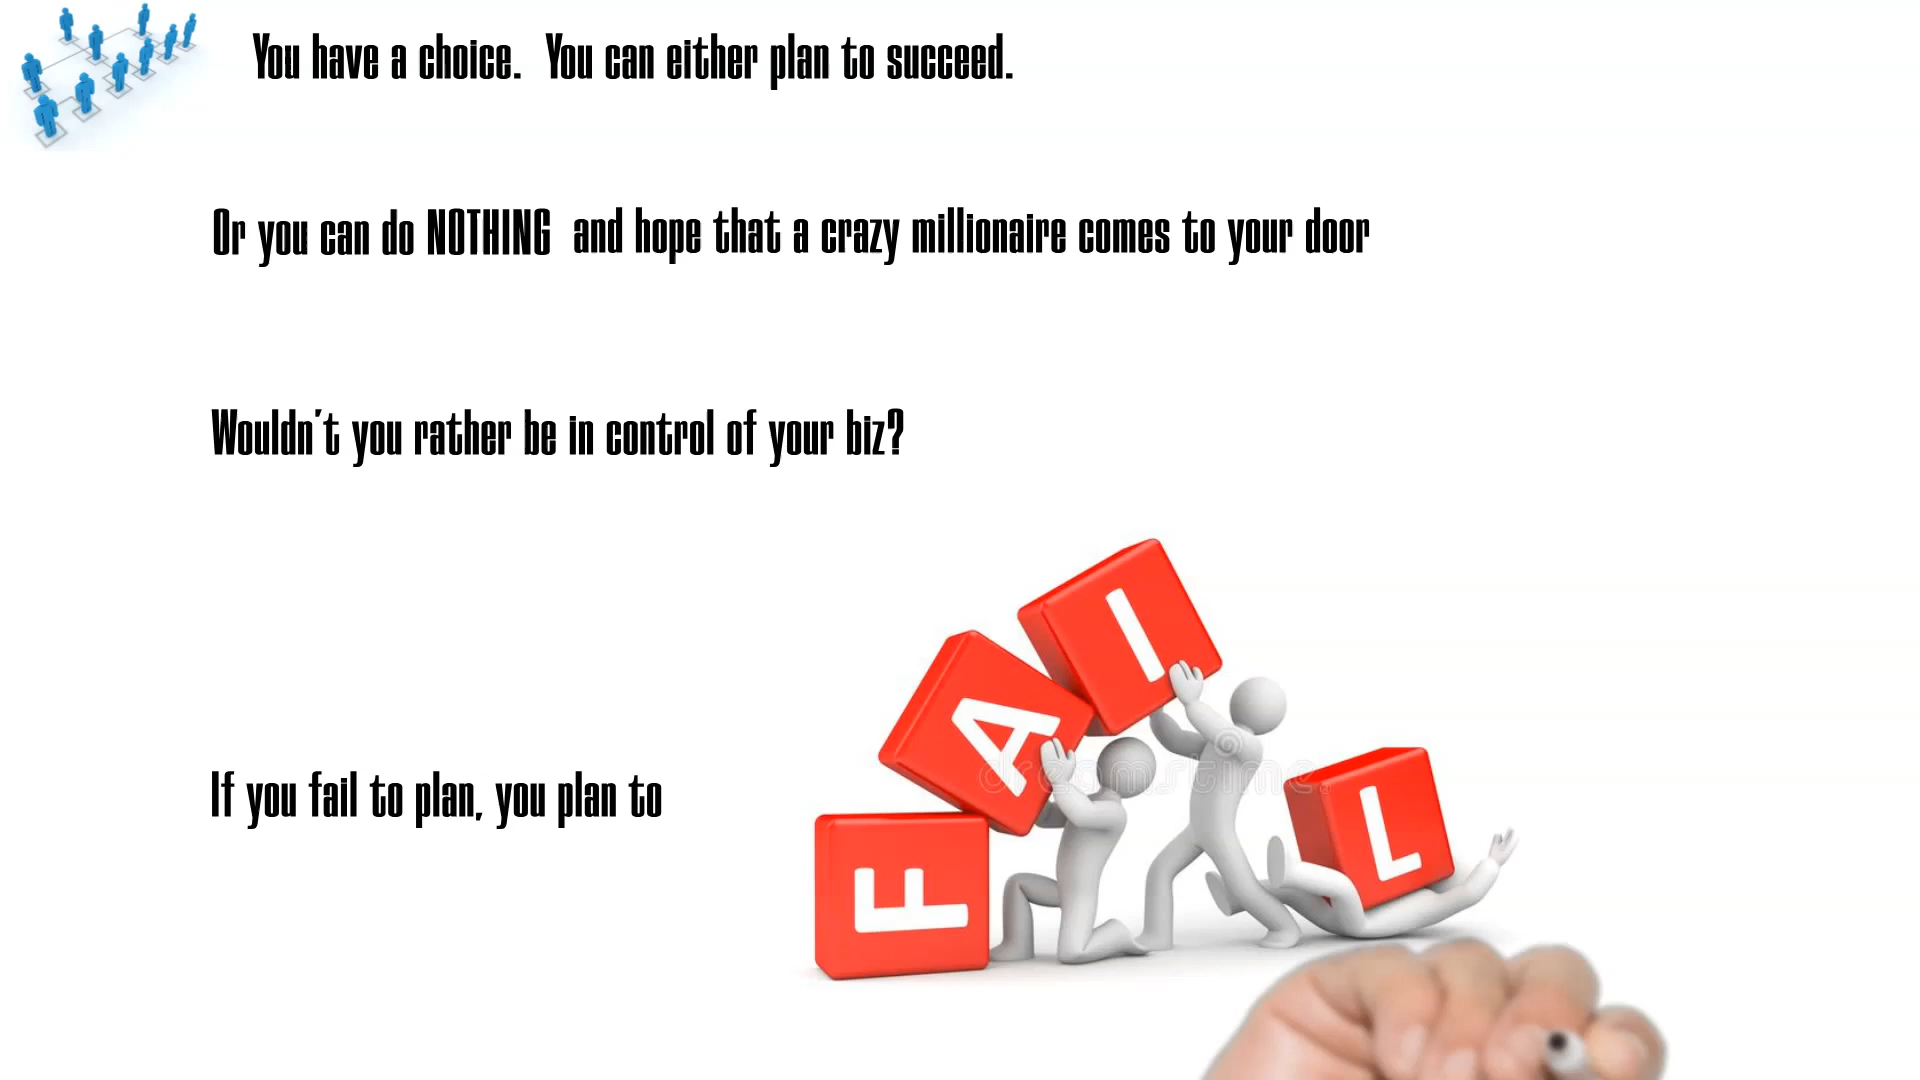 You have a choice.  You can either plan to succeed.
Or you can do NOTHING  and hope that a crazy millionaire comes to your door
Wouldn't you rather be in control of your biz?
If you fail to plan, you plan to
FAIL
dreamstime.